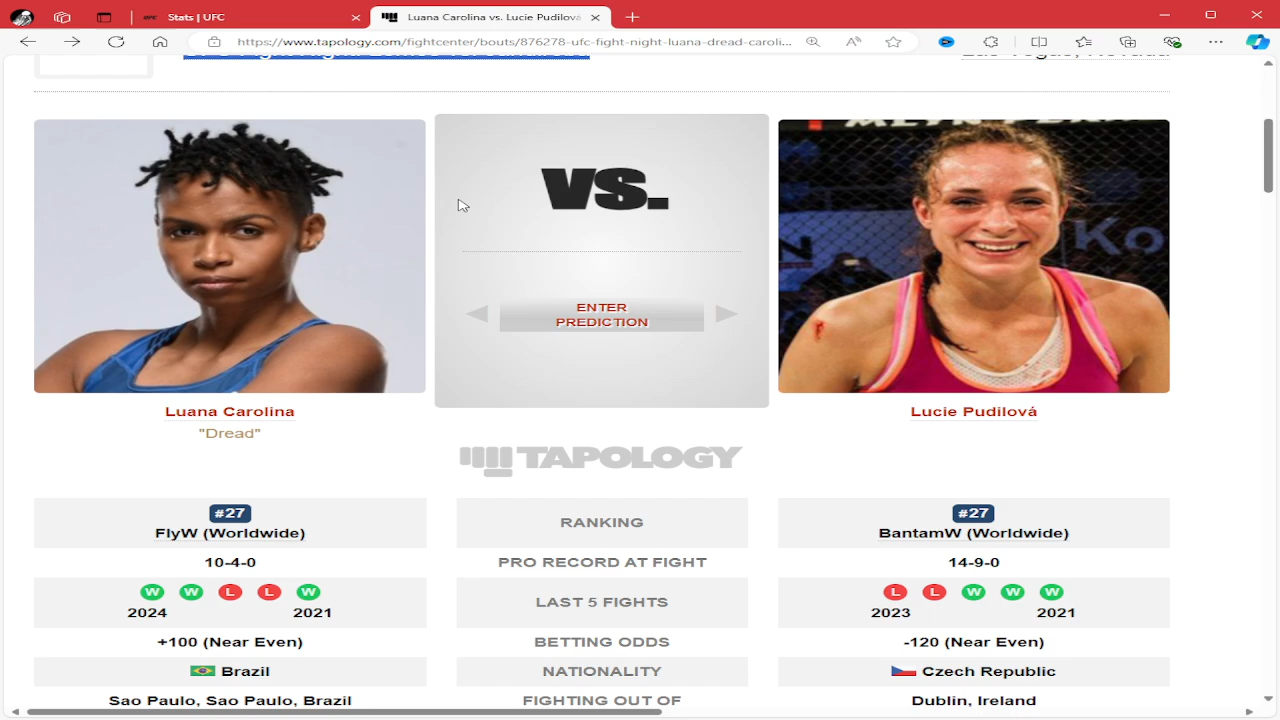 Stats | UFC
Luana Carolina vs. Lucie Pudilová
https://www.tapology.com/fightcenter/bouts/876278-ufc-fight-night-luana-dread-caroli...
VS.
ENTER
PREDICTION
Luana Carolina
"Dread"
Lucie Pudilová
TAPOLOGY
#27
FlyW (Worldwide)
RANKING
#27
BantamW (Worldwide)
10-4-0
PRO RECORD AT FIGHT
14-9-0
W W L L W
2024 2021
LAST 5 FIGHTS
L L W W W
2023 2021
+100 (Near Even)
BETTING ODDS
-120 (Near Even)
Brazil
NATIONALITY
Czech Republic
Sao Paulo, Sao Paulo, Brazil
FIGHTING OUT OF
Dublin, Ireland